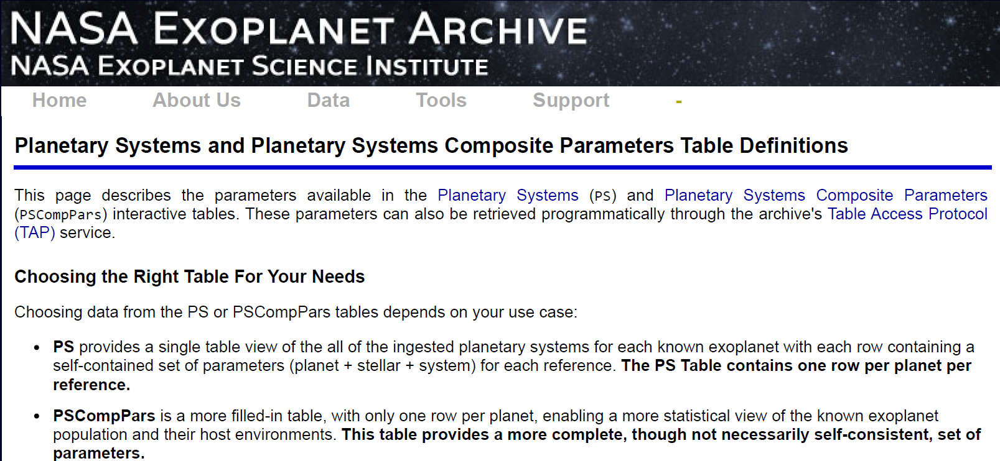 NASA EXOPLANET ARCHIVE
NASA EXOPLANET SCIENCE INSTITUTE
Home About Us Data Tools Support -
Planetary Systems and Planetary Systems Composite Parameters Table Definitions
This page describes the parameters available in the Planetary Systems (PS) and Planetary Systems Composite Parameters
(PSCompPars) interactive tables. These parameters can also be retrieved programmatically through the archive's Table Access Protocol
(TAP) service.
Choosing the Right Table For Your Needs
Choosing data from the PS or PSCompPars tables depends on your use case:
• PS provides a single table view of the all of the ingested planetary systems for each known exoplanet with each row containing a
self-contained set of parameters (planet + stellar + system) for each reference. The PS Table contains one row per planet per
reference.
• PSCompPars is a more filled-in table, with only one row per planet, enabling a more statistical view of the known exoplanet
population and their host environments. This table provides a more complete, though not necessarily self-consistent, set of
parameters.